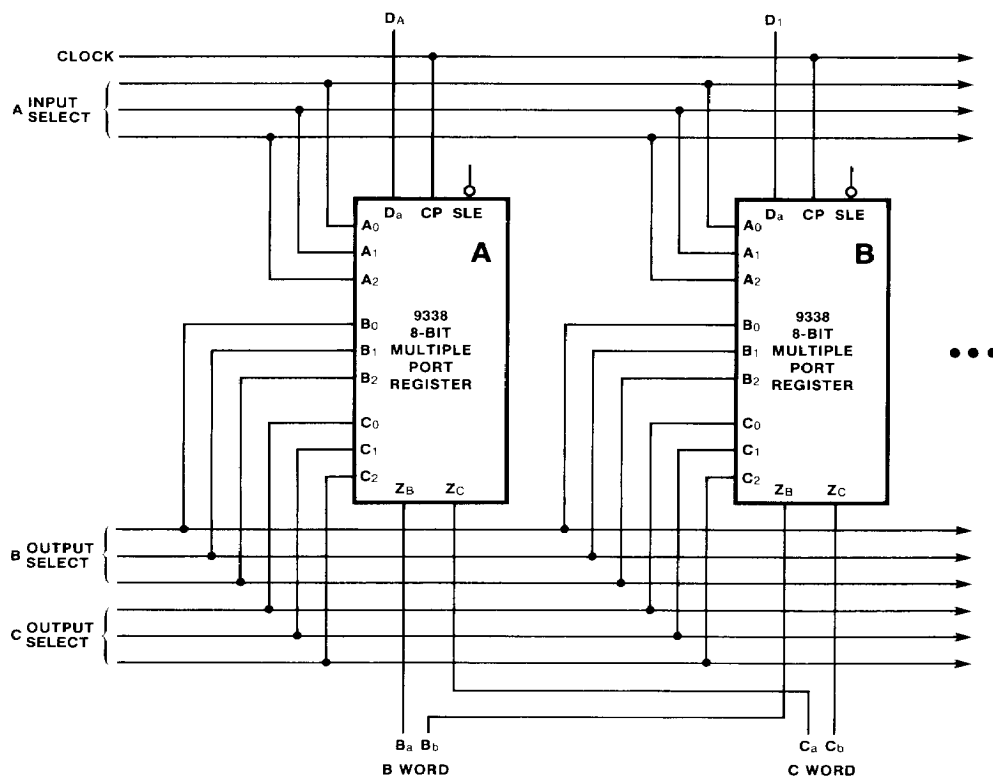 DA
D1
CLOCK
A INPUT SELECT
Da CP SLE
A0
A1
A2
A
9338
8-BIT
MULTIPLE
PORT
REGISTER
B0
B1
B2
C0
C1
C2
ZB ZC
Da CP SLE
A0
A1
A2
B
9338
8-BIT
MULTIPLE
PORT
REGISTER
B0
B1
B2
C0
C1
C2
ZB ZC
B OUTPUT SELECT
C OUTPUT SELECT
Ba Bb
B WORD
Ca Cb
C WORD